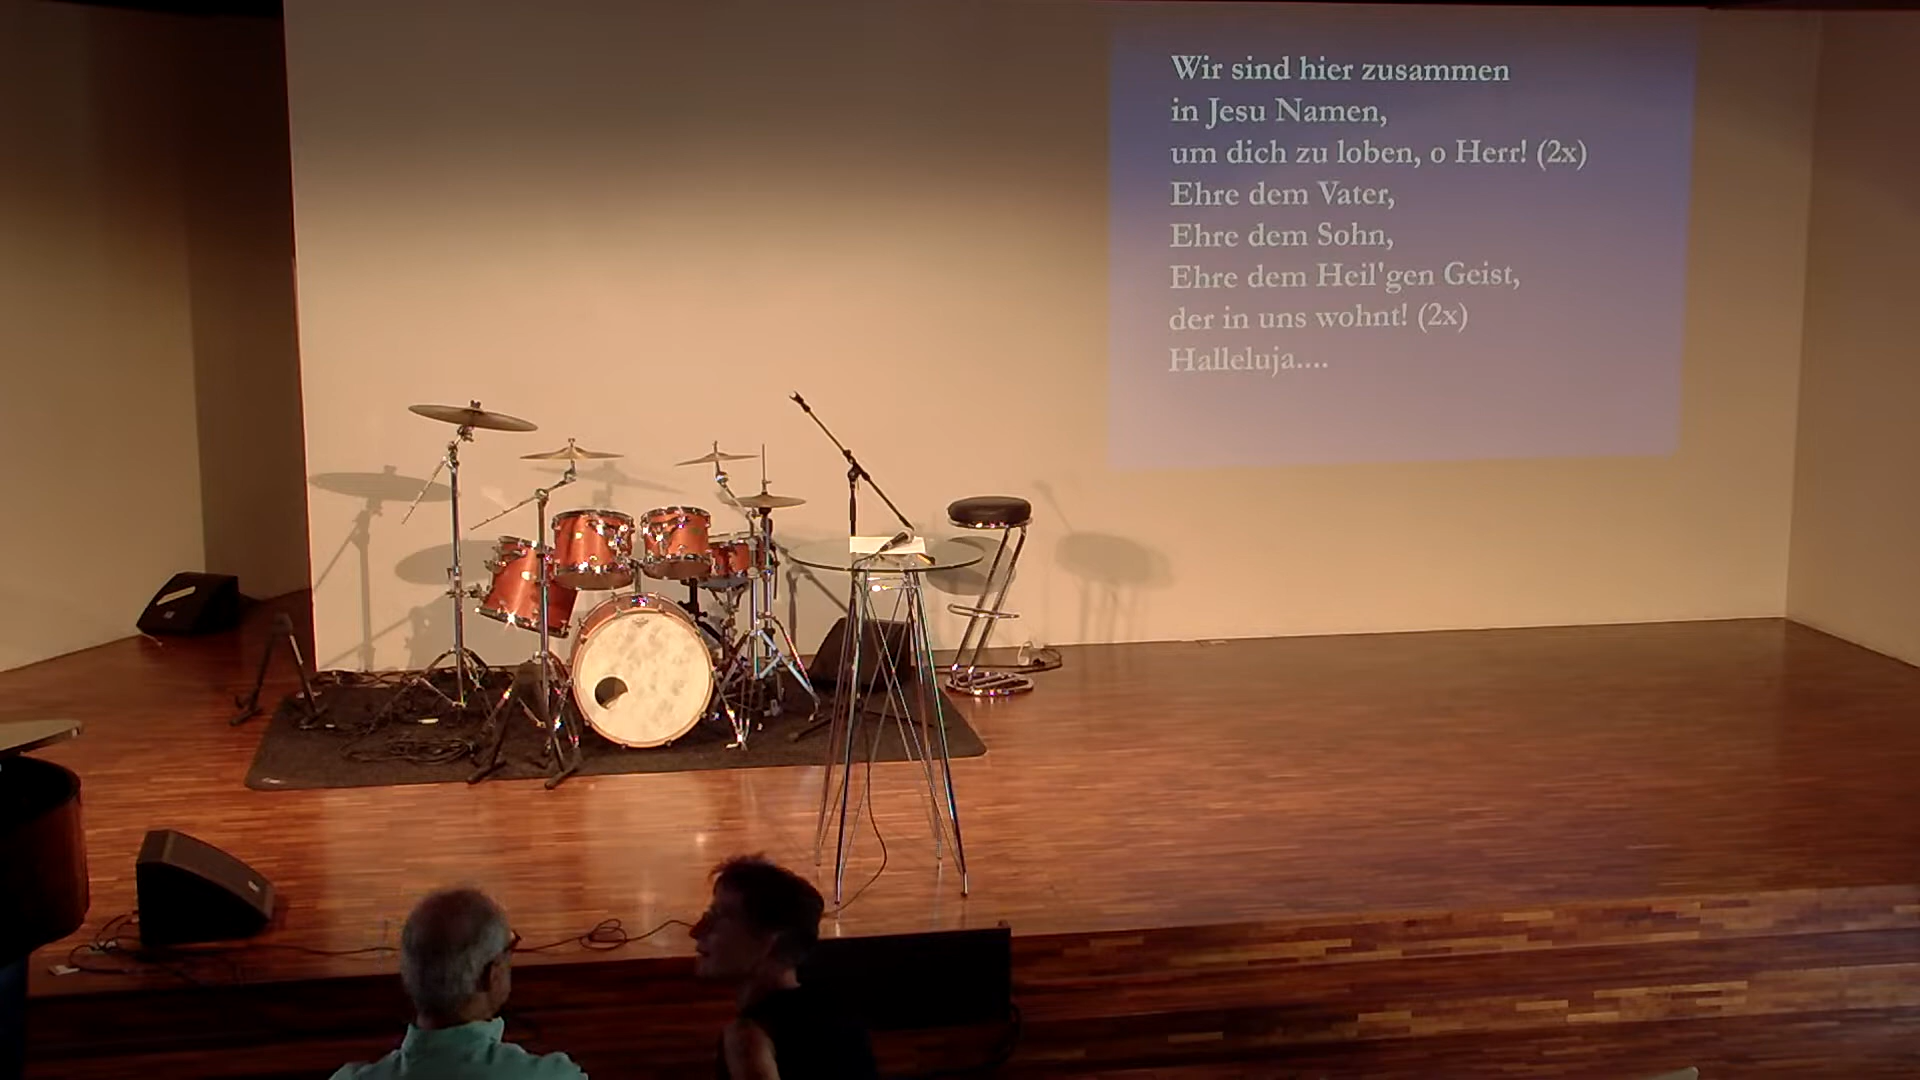 Wir sind hier zusammen
in Jesu Namen,
um dich zu loben, o Herr! (2x)
Ehre dem Vater,
Ehre dem Sohn,
Ehre dem Heil'gen Geist,
der in uns wohnt! (2x)
Halleluja....